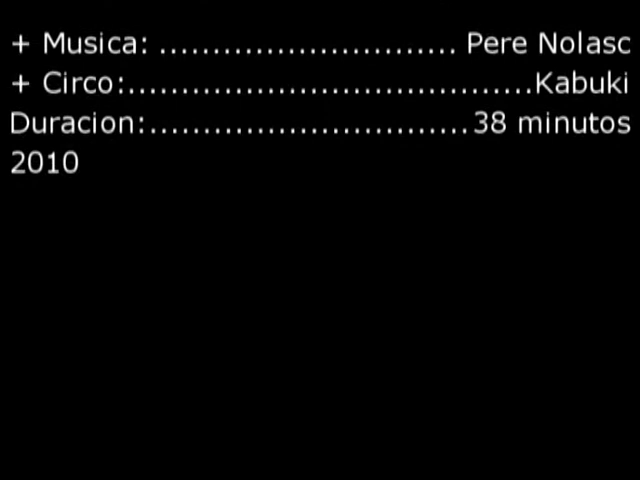 + Musica: ............................ Pere Nolasc
+ Circo:......................................Kabuki
Duracion:..............................38 minutos
2010